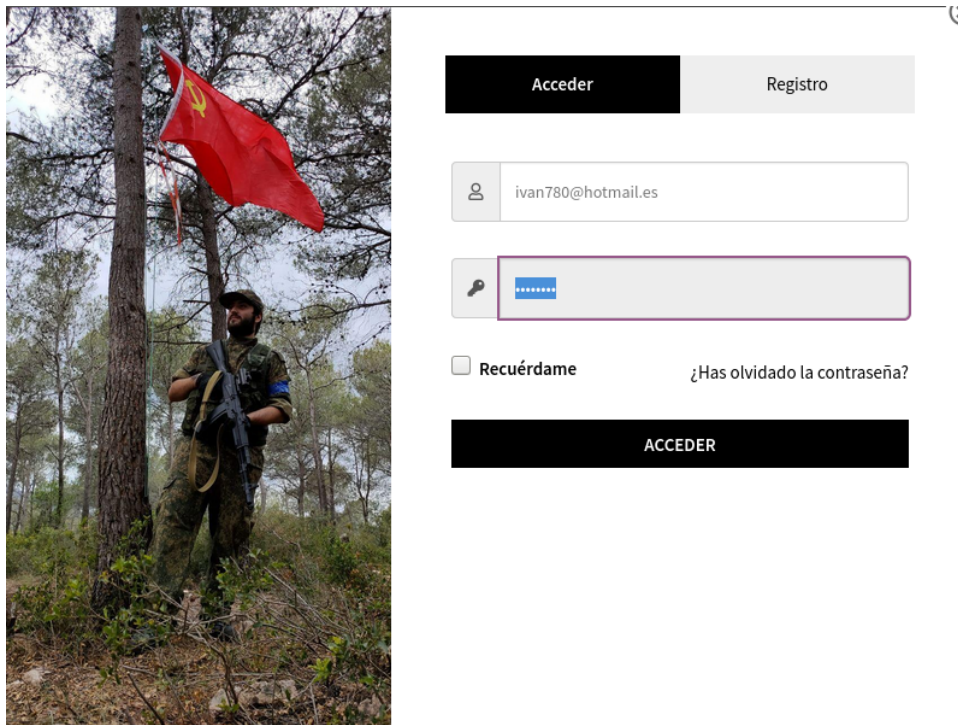 Acceder
Registro
ivan780@hotmail.es
••••••••
Recuérdame
¿Has olvidado la contraseña?
ACCEDER